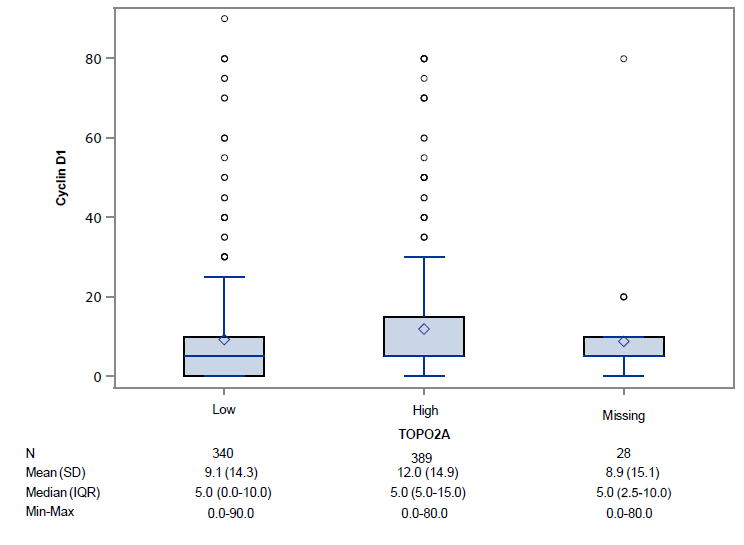 80
60
40
20
0
Cyclin D1
Low High Missing
TOPO2A
N 340 389 28
Mean (SD) 9.1 (14.3) 12.0 (14.9) 8.9 (15.1)
Median (IQR) 5.0 (0.0-10.0) 5.0 (5.0-15.0) 5.0 (2.5-10.0)
Min-Max 0.0-90.0 0.0-80.0 0.0-80.0